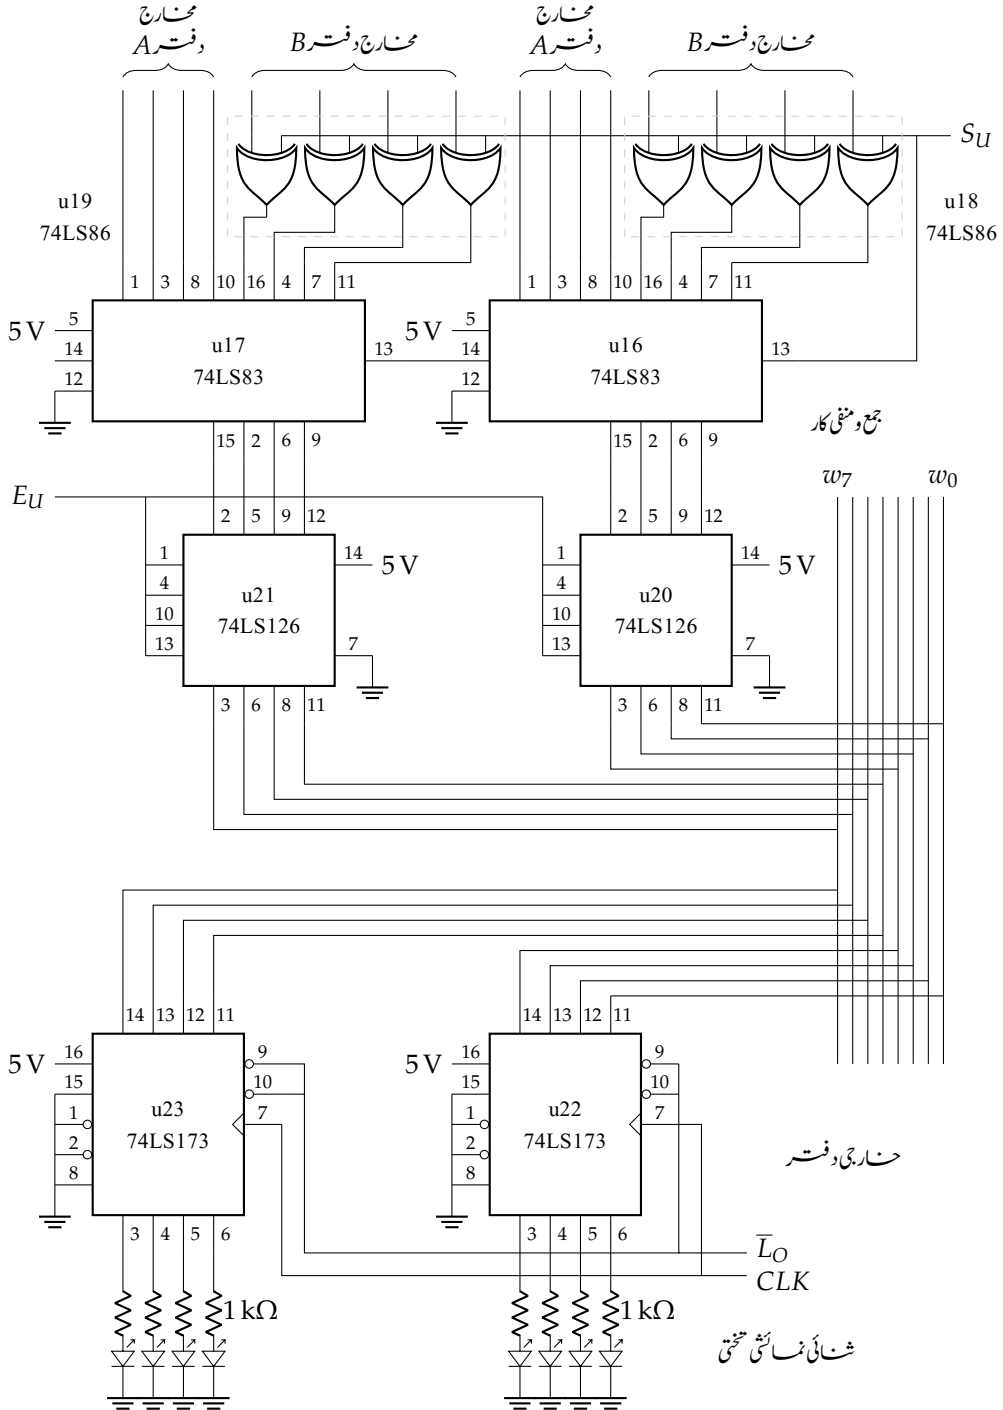 مخارج
دفتر A
مخارج دفتر B
مخارج
دفتر A
مخارج دفتر B
S_U
u19
74LS86
u18
74LS86
1 3 8 10 16 4 7 11
1 3 8 10 16 4 7 11
5 V 5
14
12
u17
74LS83
13
5 V 5
14
12
u16
74LS83
13
15 2 6 9
15 2 6 9
جمع و منفی کار
w_7 w_0
E_U
2 5 9 12
2 5 9 12
1
4
10
13
u21
74LS126
14 5 V
7
1
4
10
13
u20
74LS126
14 5 V
7
3 6 8 11
3 6 8 11
14 13 12 11
14 13 12 11
5 V 16
15
1
2
8
u23
74LS173
9
10
7
5 V 16
15
1
2
8
u22
74LS173
9
10
7
خارجی دفتر
3 4 5 6
3 4 5 6
L̅_O
CLK
1 kΩ
1 kΩ
ثنائی نمائشی تختی